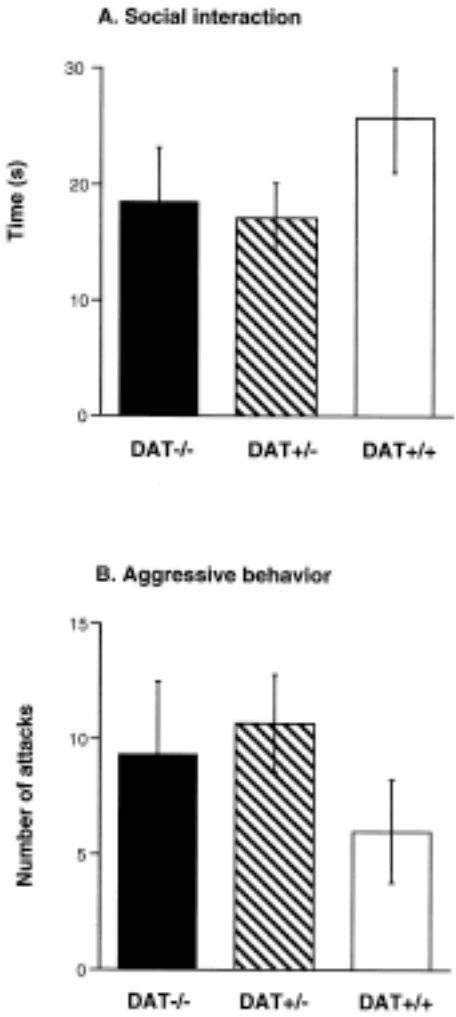 A. Social interaction
30
20
10
0
Time (s)
DAT-/- DAT+/- DAT+/+
B. Aggressive behavior
15
10
5
0
Number of attacks
DAT-/- DAT+/- DAT+/+